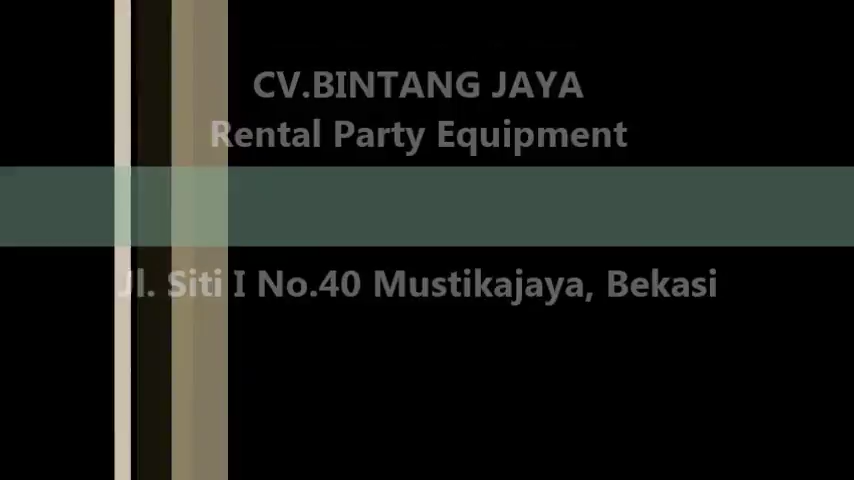 CV.BINTANG JAYA
Rental Party Equipment
Jl. Siti I No.40 Mustikajaya, Bekasi